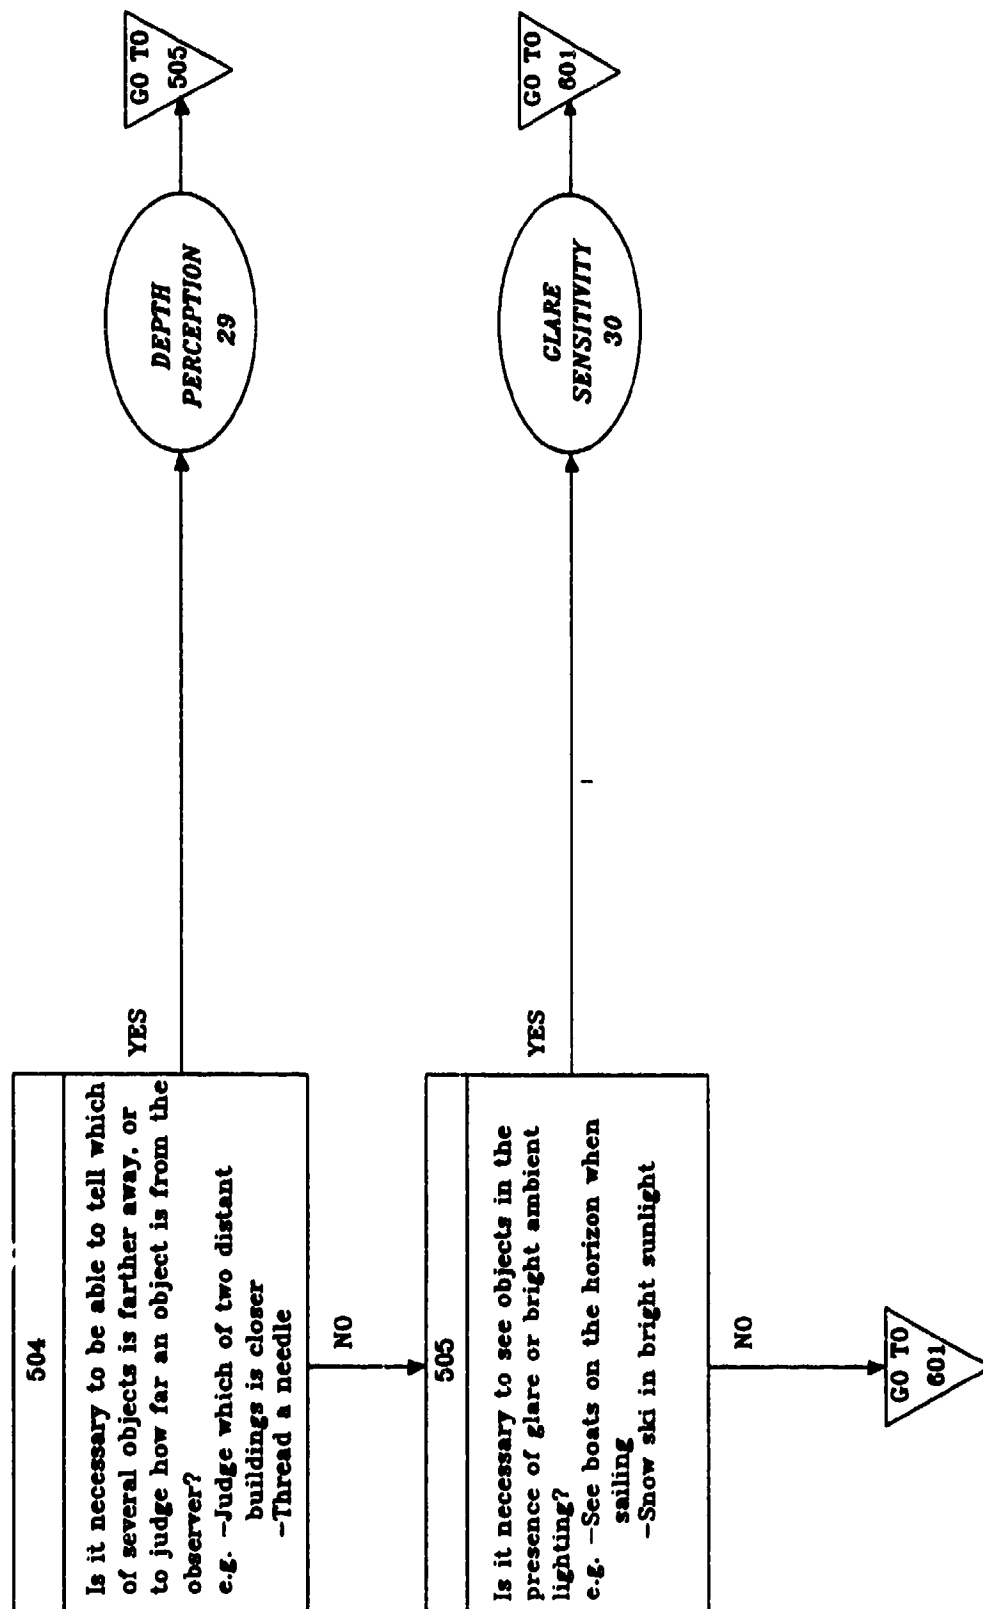 504
Is it necessary to be able to tell which
of several objects is farther away, or
to judge how far an object is from the
observer?
e.g. -Judge which of two distant
buildings is closer
-Thread a needle
YES
DEPTH
PERCEPTION
29
GO TO
505
NO
505
Is it necessary to see objects in the
presence of glare or bright ambient
lighting?
e.g. -See boats on the horizon when
sailing
-Snow ski in bright sunlight
YES
GLARE
SENSITIVITY
30
GO TO
601
NO
GO TO
601